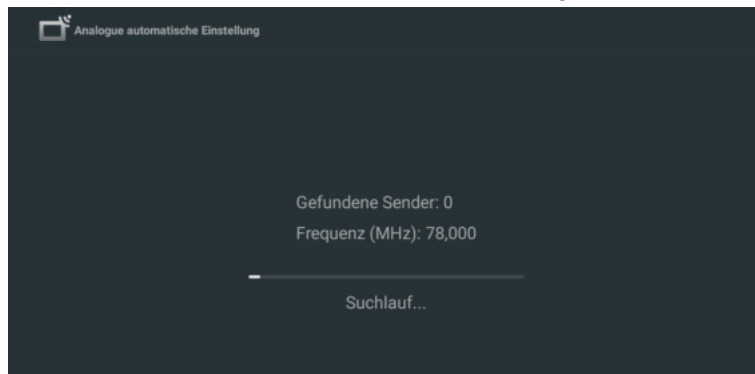 Analogue automatische Einstellung
Gefundene Sender: 0
Frequenz (MHz): 78,000
Suchlauf...